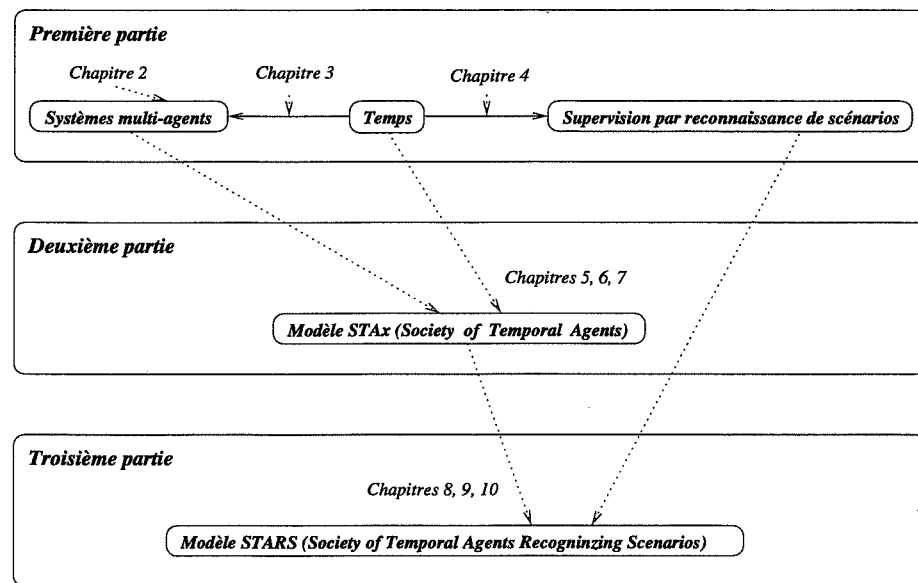 Première partie
Chapitre 2
Chapitre 3
Chapitre 4
Systèmes multi-agents
Temps
Supervision par reconnaissance de scénarios
Deuxième partie
Chapitres 5, 6, 7
Modèle STAx (Society of Temporal Agents)
Troisième partie
Chapitres 8, 9, 10
Modèle STARS (Society of Temporal Agents Recogninzing Scenarios)